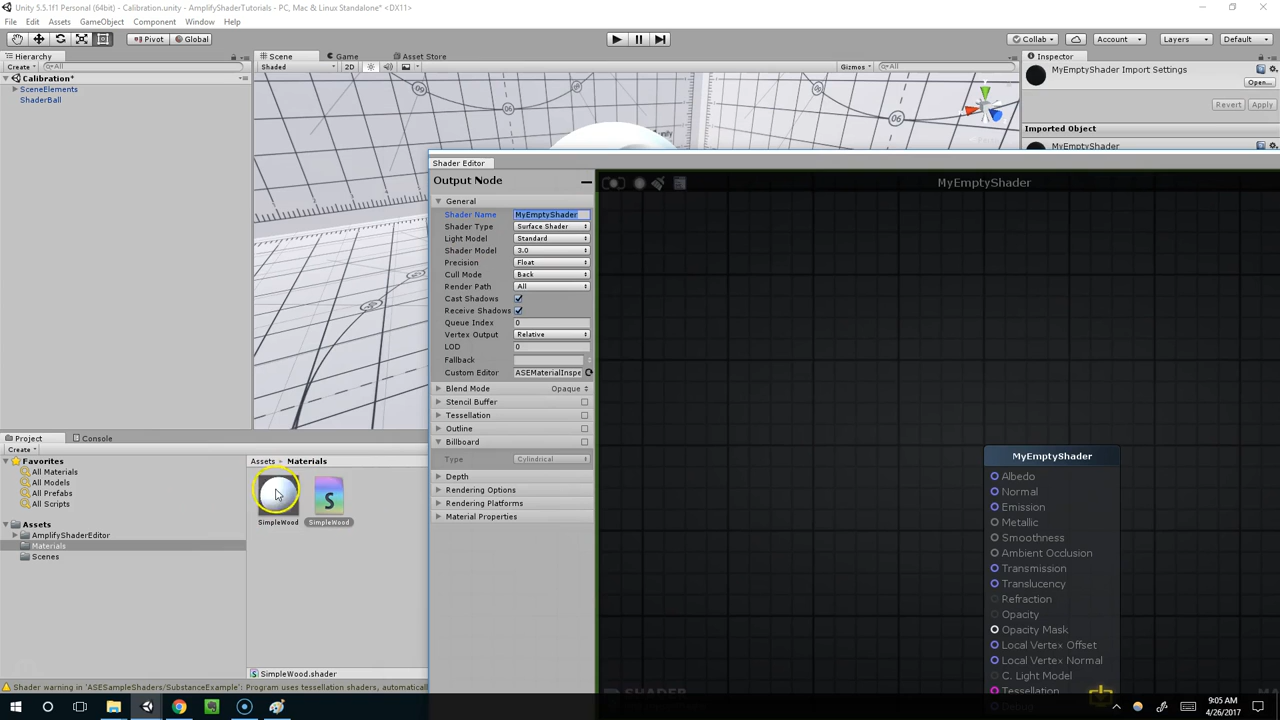 Unity 5.5.1f1 Personal (64bit) - Calibration.unity - AmplifyShaderTutorials - PC, Mac & Linux Standalone* <DX11>
File Edit Assets GameObject Component Window Help
Pivot Global Collab Account Layers Default
Hierarchy Scene Game Asset Store Inspector
Create All Shaded 2D Gizmos All
Calibration*
SceneElements
ShaderBall
MyEmptyShader Import Settings
Open...
Revert Apply
Imported Object
MyEmptyShader
06
06
Shader Editor
Output Node
MyEmptyShader
General
Shader Name MyEmptyShader
Shader Type Surface Shader
Light Model Standard
Shader Model 3.0
Precision Float
Cull Mode Back
Render Path All
Cast Shadows
Receive Shadows
Queue Index 0
Vertex Output Relative
LOD 0
Fallback
Custom Editor ASEMaterialInspe
Blend Mode Opaque
Stencil Buffer
Tessellation
Outline
Billboard
Type Cylindrical
Depth
Rendering Options
Rendering Platforms
Material Properties
MyEmptyShader
Albedo
Normal
Emission
Metallic
Smoothness
Ambient Occlusion
Transmission
Translucency
Refraction
Opacity
Opacity Mask
Local Vertex Offset
Local Vertex Normal
C. Light Model
Tessellation
Debug
Project Console
Create
Favorites
All Materials
All Models
All Prefabs
All Scripts
Assets
AmplifyShaderEditor
Materials
Scenes
Assets Materials
S
SimpleWood SimpleWood
SimpleWood.shader
Shader warning in 'ASESampleShaders/SubstanceExample': Program uses tessellation shaders, automatically
SHADER
9:05 AM
4/26/2017